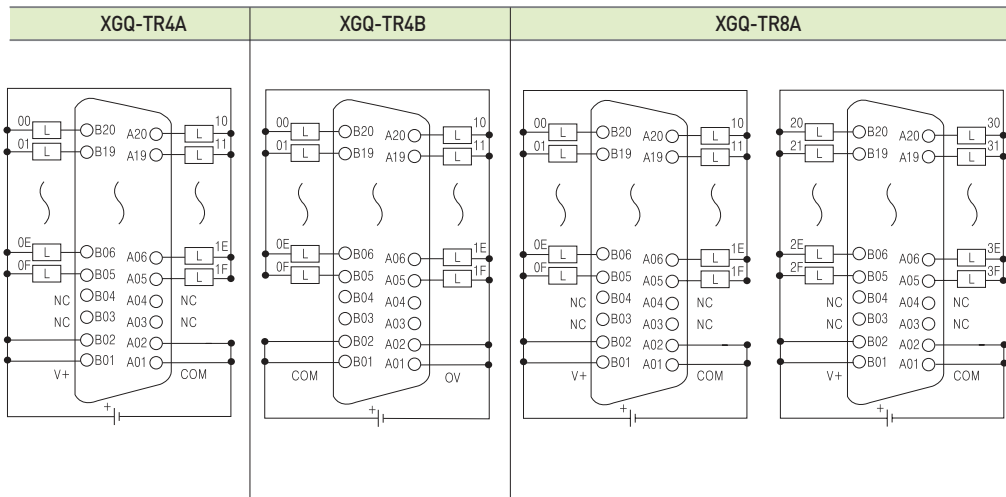 XGQ-TR4A XGQ-TR4B XGQ-TR8A
00 L B20 A20 L 10
01 L B19 A19 L 11
0E L B06 A06 L 1E
0F L B05 A05 L 1F
NC B04 A04 NC
NC B03 A03 NC
B02 A02
B01 A01
V+ COM
+
00 L B20 A20 L 10
01 L B19 A19 L 11
0E L B06 A06 L 1E
0F L B05 A05 L 1F
B04 A04
B03 A03
B02 A02
B01 A01
COM OV
+
00 L B20 A20 L 10
01 L B19 A19 L 11
0E L B06 A06 L 1E
0F L B05 A05 L 1F
NC B04 A04 NC
NC B03 A03 NC
B02 A02
B01 A01
V+ COM
+
20 L B20 A20 L 30
21 L B19 A19 L 31
2E L B06 A06 L 3E
2F L B05 A05 L 3F
NC B04 A04 NC
NC B03 A03 NC
B02 A02
B01 A01
V+ COM
+